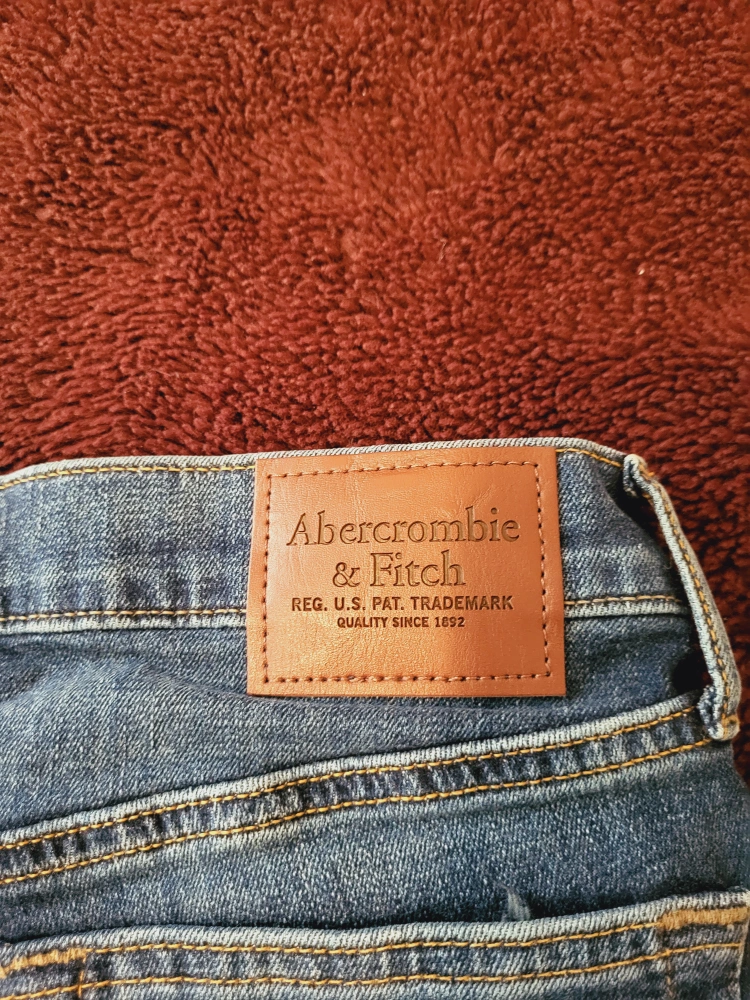 Abercrombie
& Fitch
REG. U.S. PAT. TRADEMARK
QUALITY SINCE 1892